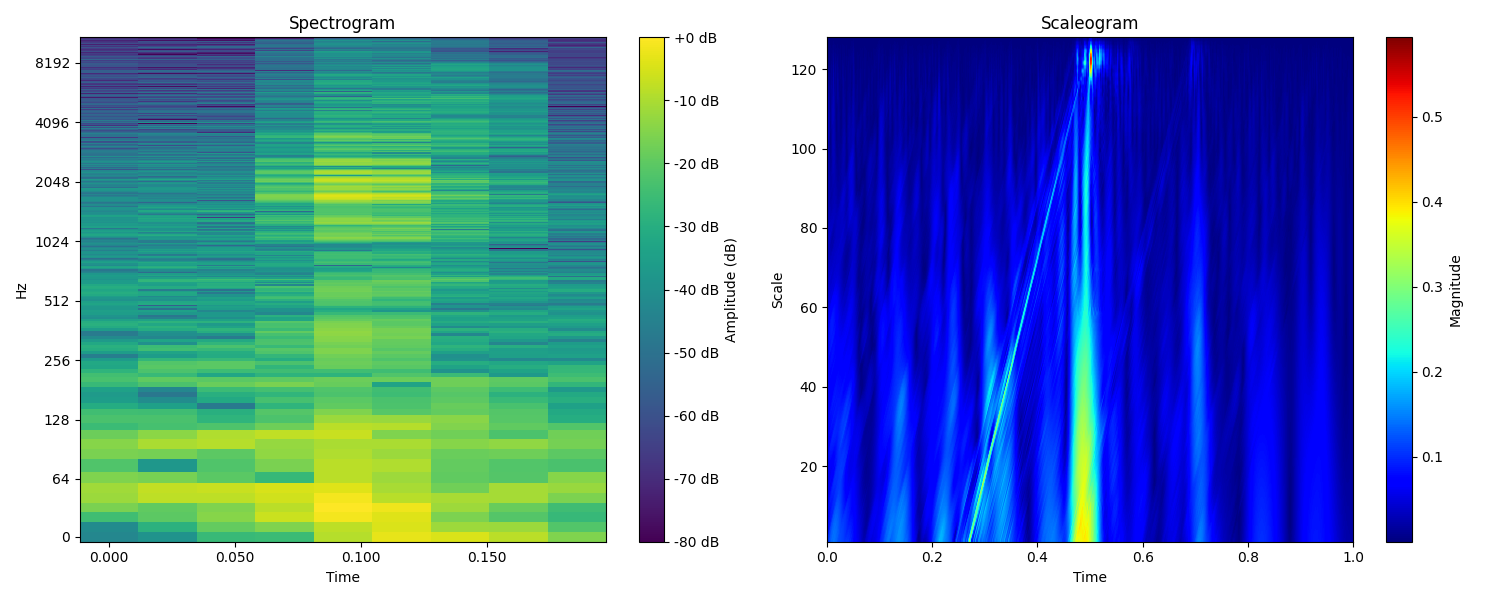 Spectrogram
8192
4096
2048
1024
512
256
128
64
0
Hz
0.000 0.050 0.100 0.150
Time
+0 dB
-10 dB
-20 dB
-30 dB
-40 dB
-50 dB
-60 dB
-70 dB
-80 dB
Amplitude (dB)
Scaleogram
120
100
80
60
40
20
Scale
0.0 0.2 0.4 0.6 0.8 1.0
Time
0.5
0.4
0.3
0.2
0.1
Magnitude